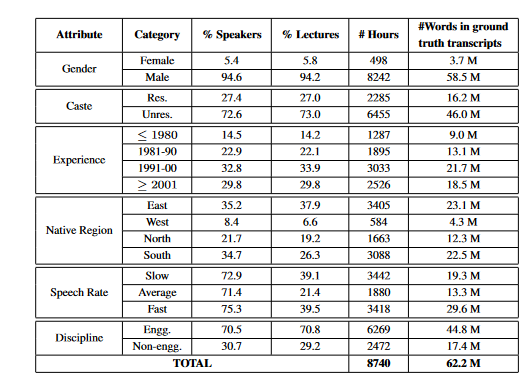 Attribute Category % Speakers % Lectures # Hours #Words in ground truth transcripts
Gender Female 5.4 5.8 498 3.7 M
Male 94.6 94.2 8242 58.5 M
Caste Res. 27.4 27.0 2285 16.2 M
Unres. 72.6 73.0 6455 46.0 M
Experience ≤ 1980 14.5 14.2 1287 9.0 M
1981-90 22.9 22.1 1895 13.1 M
1991-00 32.8 33.9 3033 21.7 M
≥ 2001 29.8 29.8 2526 18.5 M
Native Region East 35.2 37.9 3405 23.1 M
West 8.4 6.6 584 4.3 M
North 21.7 19.2 1663 12.3 M
South 34.7 26.3 3088 22.5 M
Speech Rate Slow 72.9 39.1 3442 19.3 M
Average 71.4 21.4 1880 13.3 M
Fast 75.3 39.5 3418 29.6 M
Discipline Engg. 70.5 70.8 6269 44.8 M
Non-engg. 30.7 29.2 2472 17.4 M
TOTAL 8740 62.2 M